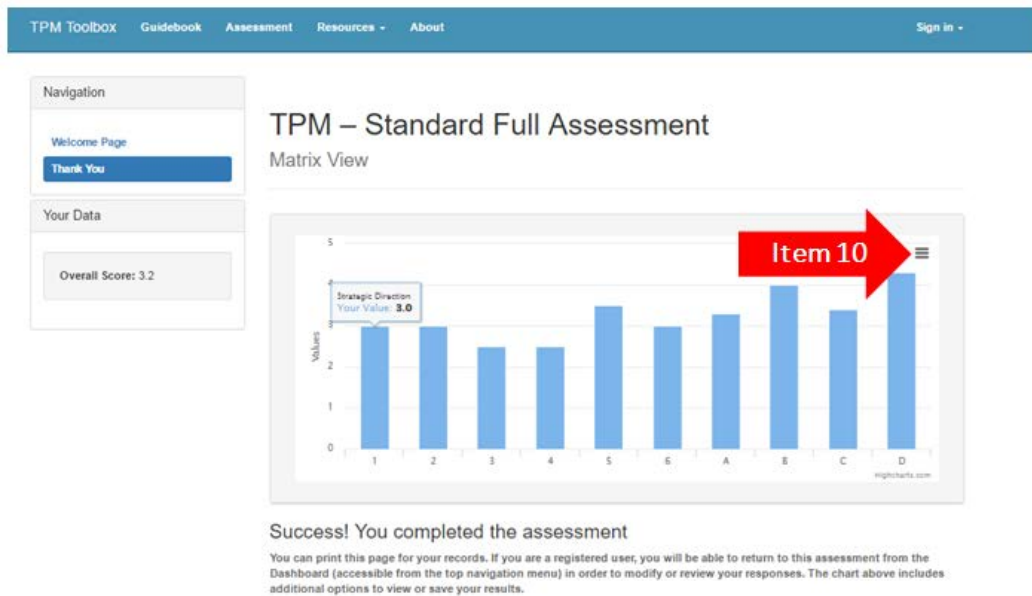 TPM Toolbox Guidebook Assessment Resources About Sign in
Navigation
Welcome Page
Thank You
Your Data
Overall Score: 3.2
TPM – Standard Full Assessment
Matrix View
Item 10
5
4
Strategic Direction
Your Value: 3.0
3
Values
2
1
0
1 2 3 4 5 6 A B C D
Highcharts.com
Success! You completed the assessment
You can print this page for your records. If you are a registered user, you will be able to return to this assessment from the
Dashboard (accessible from the top navigation menu) in order to modify or review your responses. The chart above includes
additional options to view or save your results.